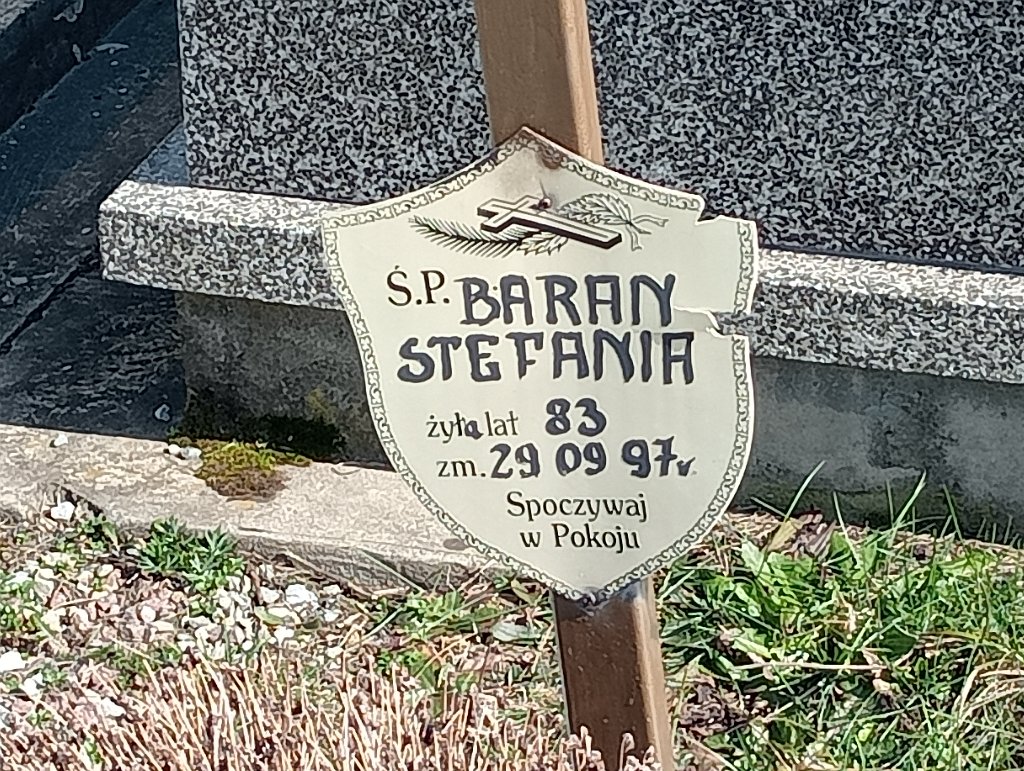 Ś.P. BARAN
STEFANIA
żyła lat 83
zm. 29 09 97r.
Spoczywaj
w Pokoju